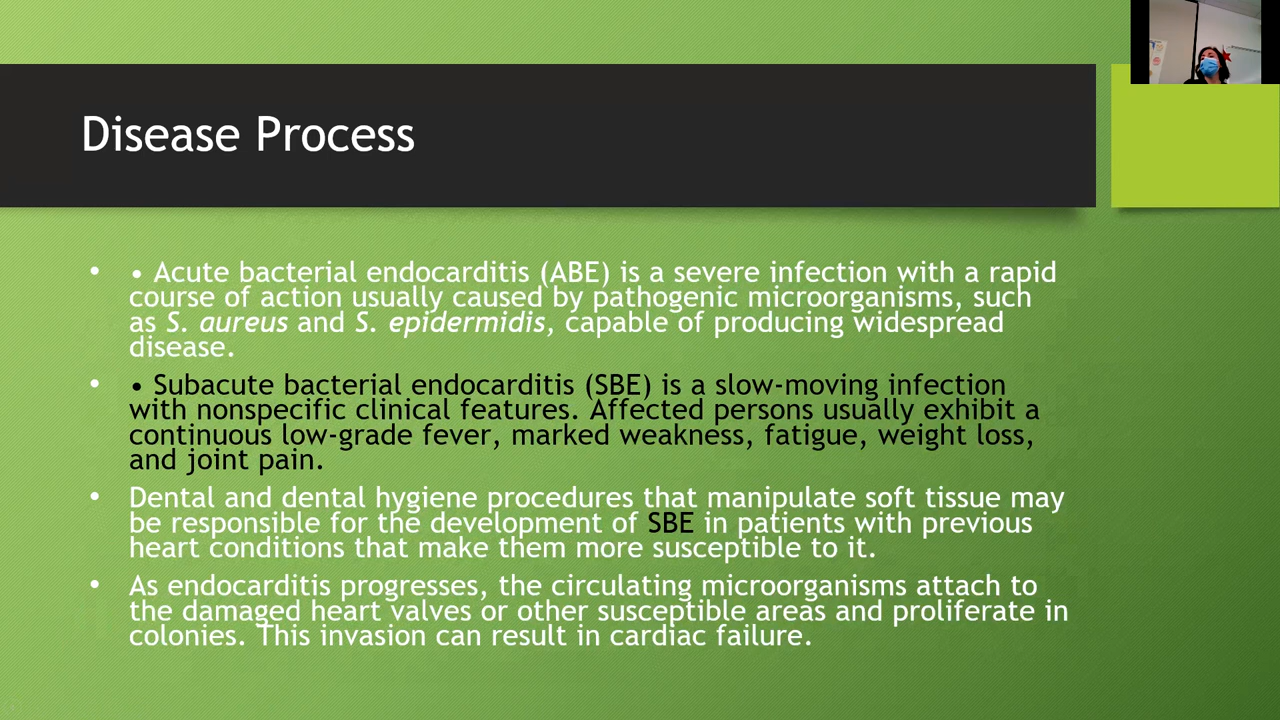 Disease Process
• • Acute bacterial endocarditis (ABE) is a severe infection with a rapid
course of action usually caused by pathogenic microorganisms, such
as S. aureus and S. epidermidis, capable of producing widespread
disease.
• • Subacute bacterial endocarditis (SBE) is a slow-moving infection
with nonspecific clinical features. Affected persons usually exhibit a
continuous low-grade fever, marked weakness, fatigue, weight loss,
and joint pain.
• Dental and dental hygiene procedures that manipulate soft tissue may
be responsible for the development of SBE in patients with previous
heart conditions that make them more susceptible to it.
• As endocarditis progresses, the circulating microorganisms attach to
the damaged heart valves or other susceptible areas and proliferate in
colonies. This invasion can result in cardiac failure.